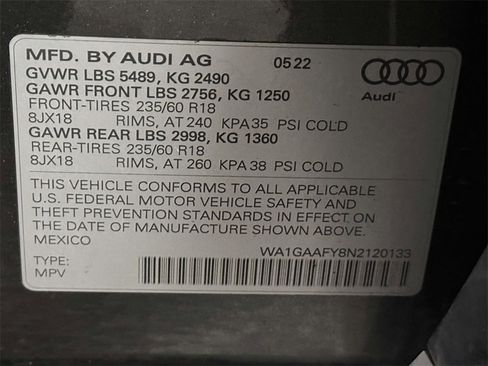 MFD. BY AUDI AG 05 22
GVWR LBS 5489, KG 2490
GAWR FRONT LBS 2756, KG 1250
FRONT-TIRES 235/60 R18
8JX18 RIMS, AT 240 KPA35 PSI COLD
GAWR REAR LBS 2998, KG 1360
REAR-TIRES 235/60 R18
8JX18 RIMS, AT 260 KPA 38 PSI COLD
Audi
THIS VEHICLE CONFORMS TO ALL APPLICABLE
U.S. FEDERAL MOTOR VEHICLE SAFETY AND
THEFT PREVENTION STANDARDS IN EFFECT ON
THE DATE OF MANUFACTURE SHOWN ABOVE.
MEXICO
WA1GAAFY8N2120133
TYPE:
MPV